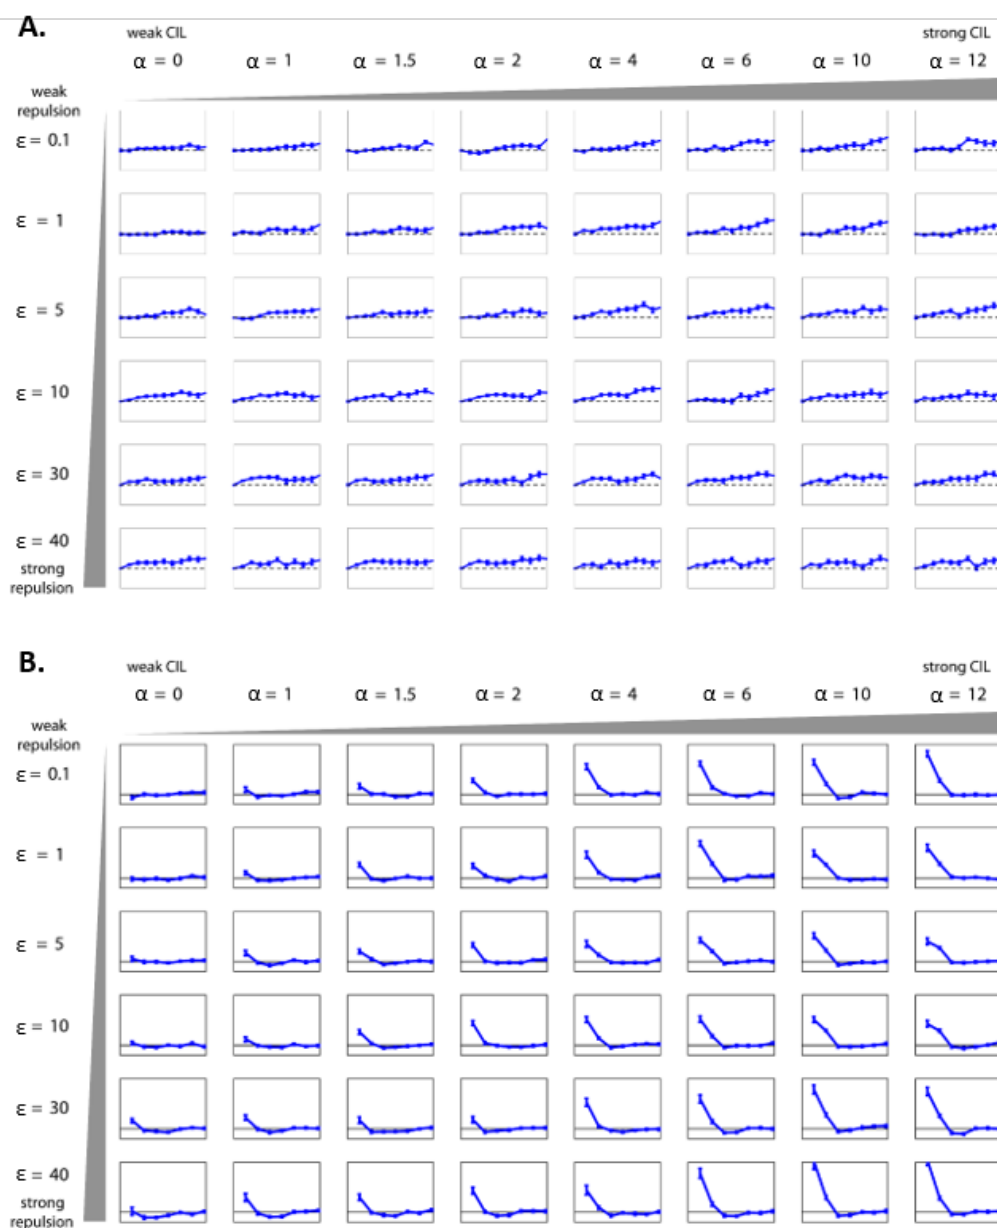 A.
weak CIL
strong CIL
α = 0 α = 1 α = 1.5 α = 2 α = 4 α = 6 α = 10 α = 12
weak
repulsion
ε = 0.1
ε = 1
ε = 5
ε = 10
ε = 30
ε = 40
strong
repulsion
B.
weak CIL
strong CIL
α = 0 α = 1 α = 1.5 α = 2 α = 4 α = 6 α = 10 α = 12
weak
repulsion
ε = 0.1
ε = 1
ε = 5
ε = 10
ε = 30
ε = 40
strong
repulsion